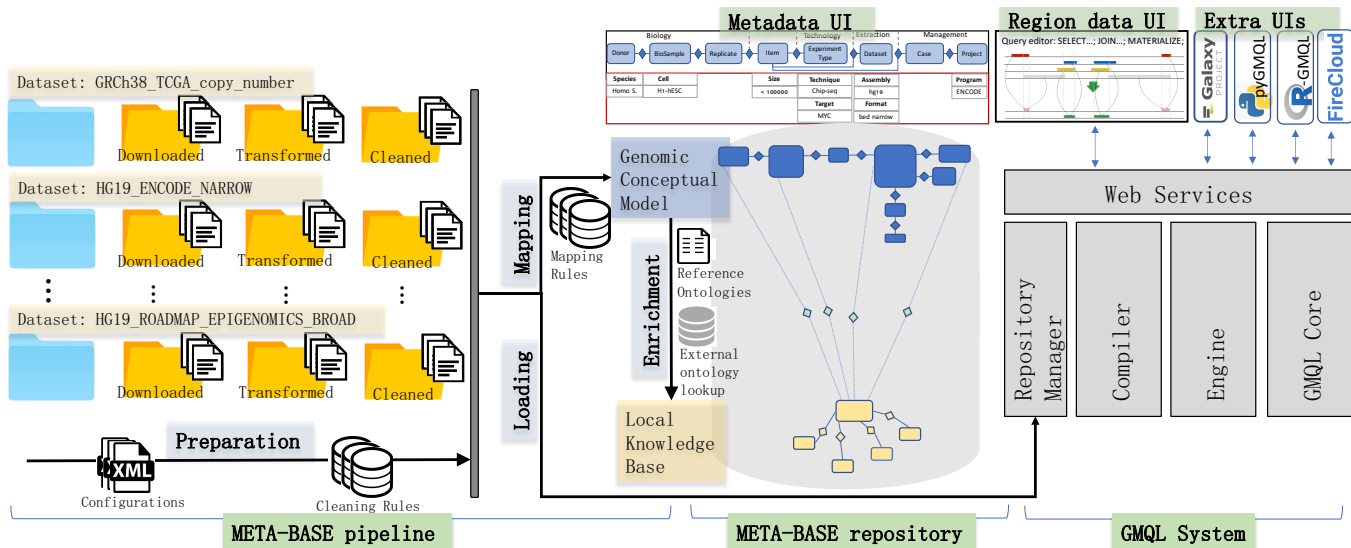 Metadata UI
Region data UI
Extra UIs
Biology
Technology
Extraction
Management
Donor
BioSample
Replicate
Item
Experiment
Type
Dataset
Case
Project
Species
Cell
Size
Technique
Assembly
Program
Homo S.
H1-hESC
< 100000
Chip-seq
hg19
ENCODE
Target
Format
MYC
bed narrow
Query editor: SELECT…; JOIN…; MATERIALIZE;
Galaxy
PROJECT
pyGMQL
R-GMQL
FireCloud
Dataset: GRCh38_TCGA_copy_number
Downloaded
Transformed
Cleaned
Dataset: HG19_ENCODE_NARROW
Downloaded
Transformed
Cleaned
Dataset: HG19_ROADMAP_EPIGENOMICS_BROAD
Downloaded
Transformed
Cleaned
Preparation
XML
Configurations
Cleaning Rules
Mapping
Loading
Mapping
Rules
Genomic
Conceptual
Model
Enrichment
Reference
Ontologies
External
ontology
lookup
Local
Knowledge
Base
Web Services
Repository
Manager
Compiler
Engine
GMQL Core
META-BASE pipeline
META-BASE repository
GMQL System